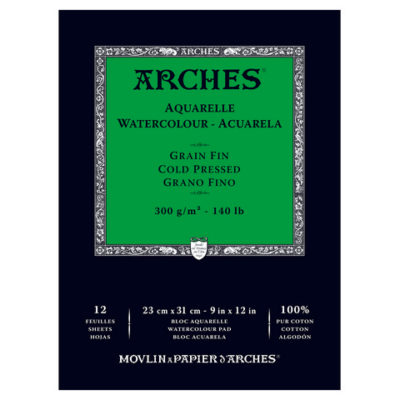 ARCHES
ARCHES®
AQUARELLE
WATERCOLOUR - ACUARELA
GRAIN FIN
COLD PRESSED
GRANO FINO
300 g/m² - 140 lb
12
FEUILLES
SHEETS
HOJAS
23 cm x 31 cm - 9 in x 12 in
BLOC AQUARELLE
WATERCOLOUR PAD
BLOC ACUARELA
100%
PUR COTON
COTTON
ALGODÓN
MOVLIN A PAPIER D'ARCHES®